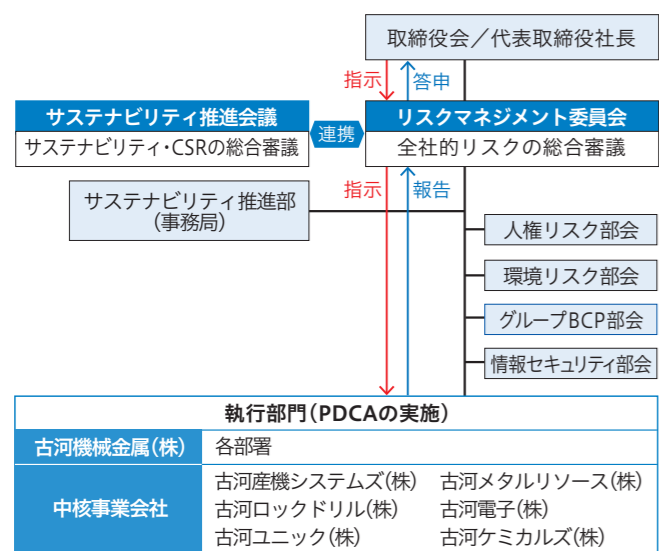 取締役会／代表取締役社長
指示
答申
サステナビリティ推進会議
サステナビリティ・CSRの総合審議
連携
リスクマネジメント委員会
全社的リスクの総合審議
指示
報告
サステナビリティ推進部
(事務局)
人権リスク部会
環境リスク部会
グループBCP部会
情報セキュリティ部会
執行部門(PDCAの実施)
古河機械金属(株)
各部署
中核事業会社
古河産機システムズ(株) 古河メタルリソース(株)
古河ロックドリル(株) 古河電子(株)
古河ユニック(株) 古河ケミカルズ(株)